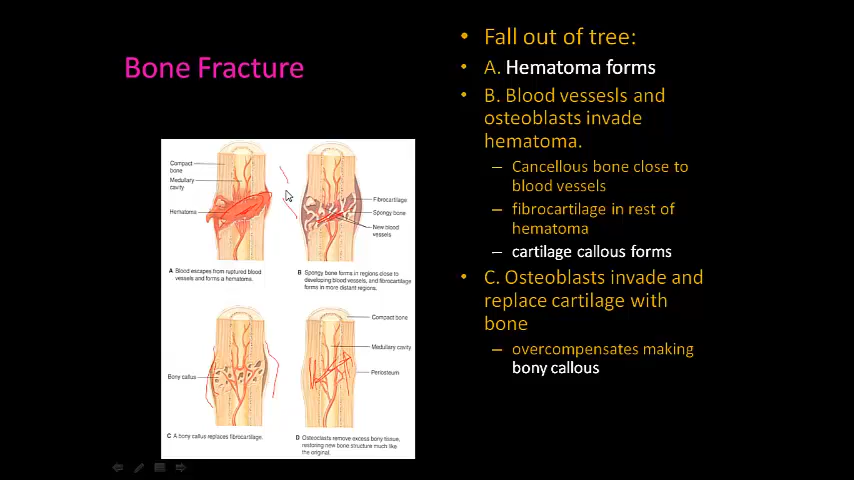 Bone Fracture
• Fall out of tree:
• A. Hematoma forms
• B. Blood vessesls and
osteoblasts invade
hematoma.
– Cancellous bone close to
blood vessels
– fibrocartilage in rest of
hematoma
– cartilage callous forms
• C. Osteoblasts invade and
replace cartilage with
bone
– overcompensates making
bony callous
Compact
bone
Medullary
cavity
Hematoma
Fibrocartilage
Spongy bone
New blood
vessels
A Blood escapes from ruptured blood
vessels and forms a hematoma.
B Spongy bone forms in regions close to
developing blood vessels, and fibrocartilage
forms in more distant regions.
Compact bone
Medullary cavity
Periosteum
Bony callus
C A bony callus replaces fibrocartilage.
D Osteoclasts remove excess bony tissue,
restoring new bone structure much like
the original.